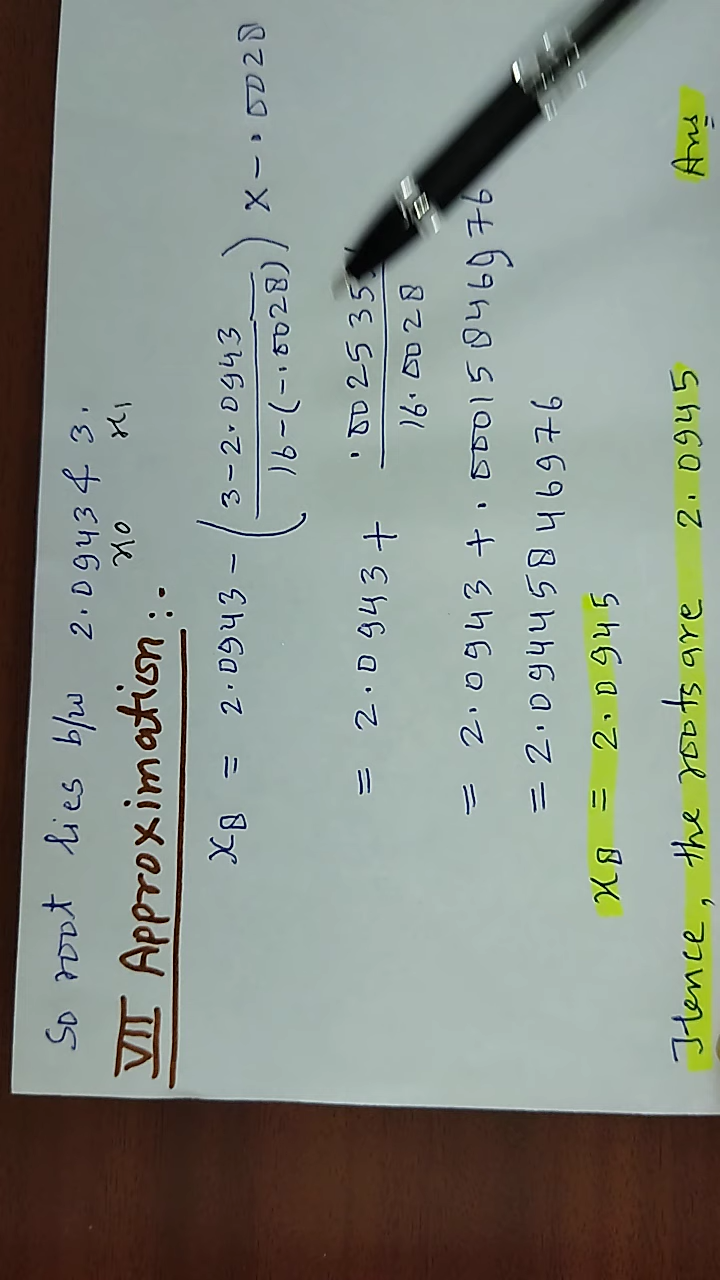 So root lies b/w 2.0943 & 3.
x0 x1
VII Approximation :-
x8 = 2.0943 - ( 3-2.0943 / 16-(-.0028) ) x -.0028
= 2.0943 + .002535 / 16.0028
= 2.0943 + .0001584 6976
= 2.09445846976
x8 = 2.0945
Hence, the roots are 2.0945 Ans